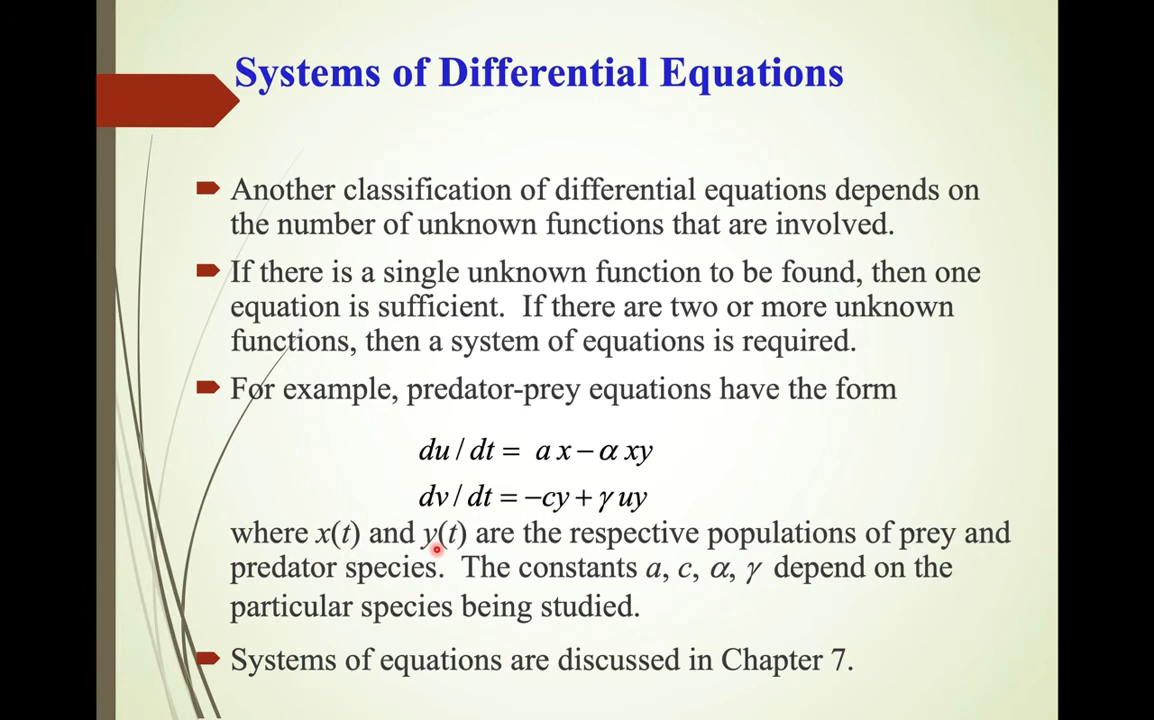 Systems of Differential Equations
Another classification of differential equations depends on
the number of unknown functions that are involved.
If there is a single unknown function to be found, then one
equation is sufficient. If there are two or more unknown
functions, then a system of equations is required.
For example, predator-prey equations have the form
du / dt = a x − α xy
dv / dt = −cy + γ uy
where x(t) and y(t) are the respective populations of prey and
predator species. The constants a, c, α, γ depend on the
particular species being studied.
Systems of equations are discussed in Chapter 7.